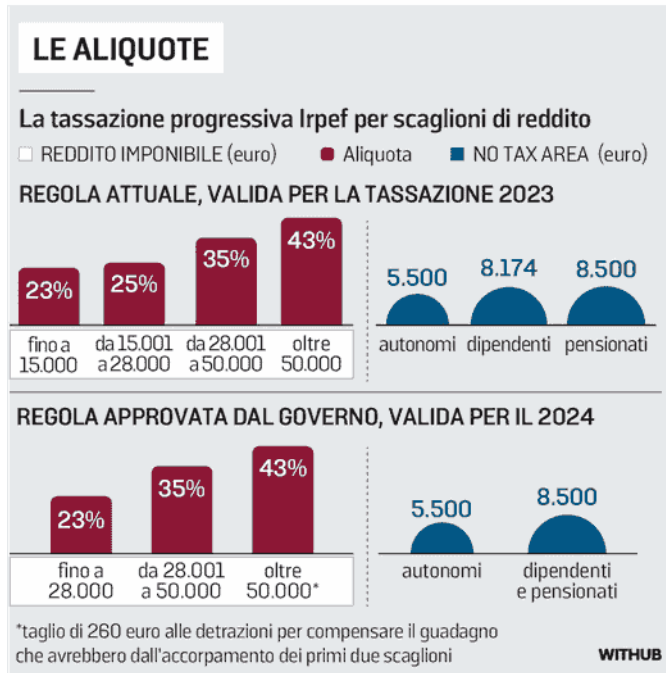 LE ALIQUOTE
La tassazione progressiva Irpef per scaglioni di reddito
REDDITO IMPONIBILE (euro) Aliquota NO TAX AREA (euro)
REGOLA ATTUALE, VALIDA PER LA TASSAZIONE 2023
23% 25% 35% 43%
fino a 15.000
da 15.001 a 28.000
da 28.001 a 50.000
oltre 50.000
5.500 8.174 8.500
autonomi dipendenti pensionati
REGOLA APPROVATA DAL GOVERNO, VALIDA PER IL 2024
23% 35% 43%
fino a 28.000
da 28.001 a 50.000
oltre 50.000*
5.500 8.500
autonomi dipendenti e pensionati
*taglio di 260 euro alle detrazioni per compensare il guadagno
che avrebbero dall'accorpamento dei primi due scaglioni
WITHUB